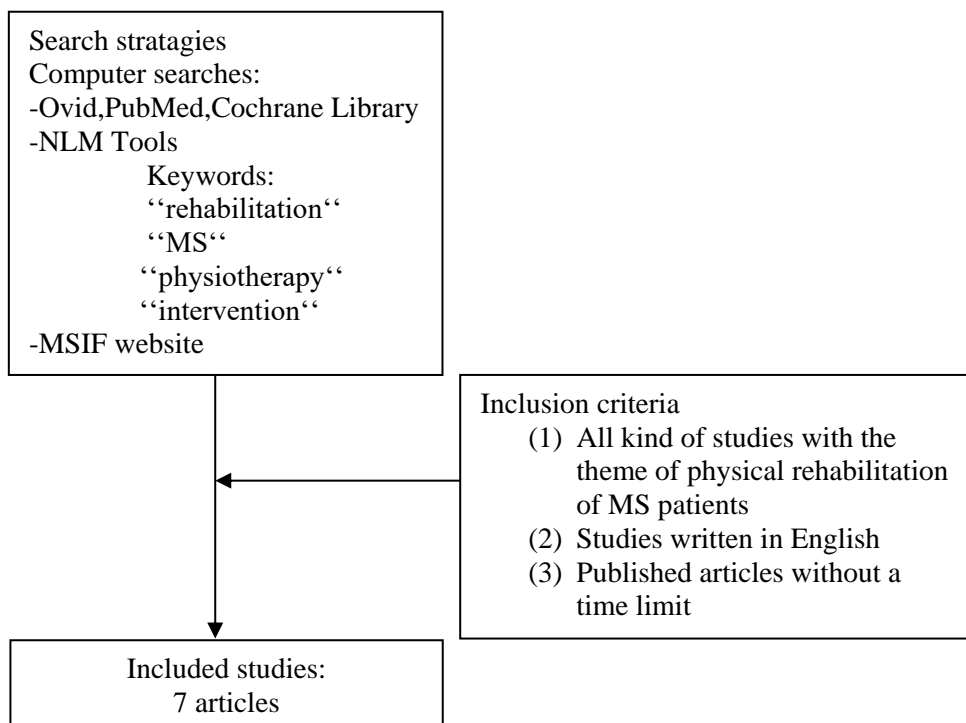 Search stratagies
Computer searches:
-Ovid,PubMed,Cochrane Library
-NLM Tools
Keywords:
‘‘rehabilitation‘‘
‘‘MS‘‘
‘‘physiotherapy‘‘
‘‘intervention‘‘
-MSIF website
Inclusion criteria
(1) All kind of studies with the
theme of physical rehabilitation
of MS patients
(2) Studies written in English
(3) Published articles without a
time limit
Included studies:
7 articles